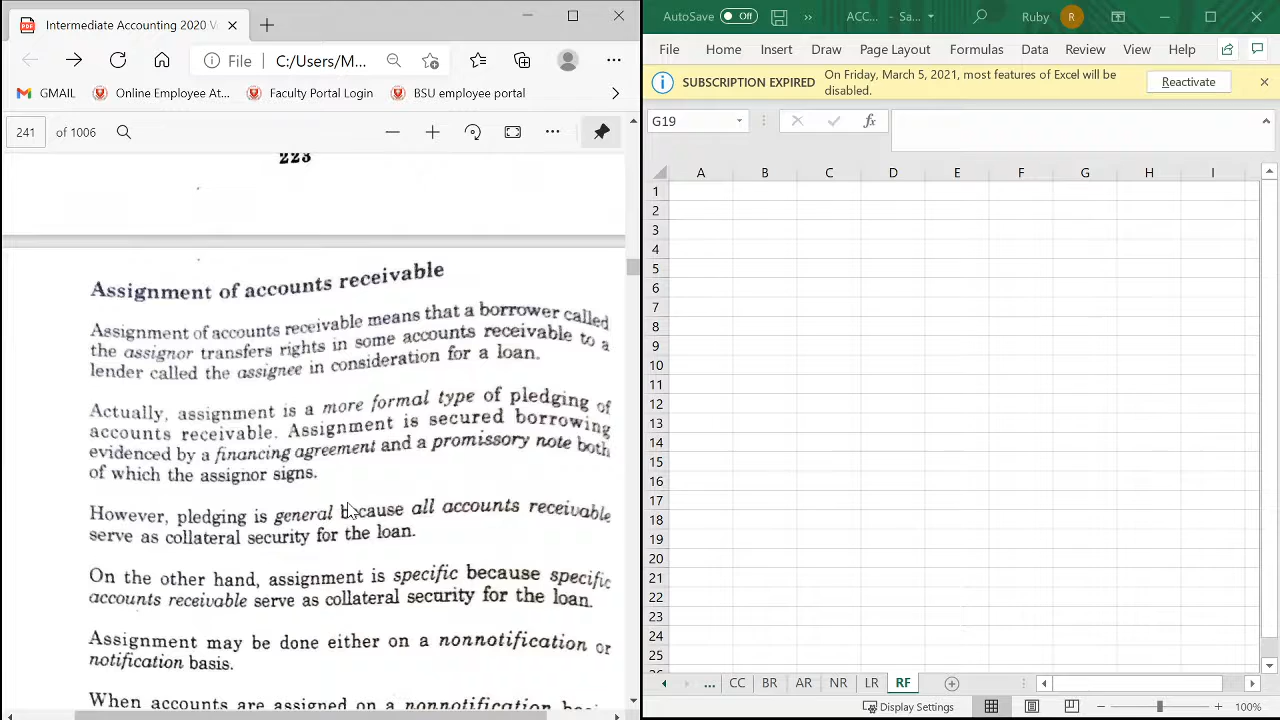 Intermediate Accounting 2020 V
AutoSave Off ACC... - Sa... Ruby R
File C:/Users/M...
File Home Insert Draw Page Layout Formulas Data Review View Help
GMAIL Online Employee At... Faculty Portal Login BSU employee portal
SUBSCRIPTION EXPIRED On Friday, March 5, 2021, most features of Excel will be
disabled. Reactivate
241 of 1006
G19 fx
223
A B C D E F G H I
1
2
3
4
5
6
7
8
9
10
11
12
13
14
15
16
17
18
19
20
21
22
23
24
25
Assignment of accounts receivable
Assignment of accounts receivable means that a borrower called
the assignor transfers rights in some accounts receivable to a
lender called the assignee in consideration for a loan.
Actually, assignment is a more formal type of pledging of
accounts receivable. Assignment is secured borrowing
evidenced by a financing agreement and a promissory note both
of which the assignor signs.
However, pledging is general because all accounts receivable
serve as collateral security for the loan.
On the other hand, assignment is specific because specific
accounts receivable serve as collateral security for the loan.
Assignment may be done either on a nonnotification or
notification basis.
When accounts are assigned on a nonnotification
... CC BR AR NR LR RF
Display Settings 100%